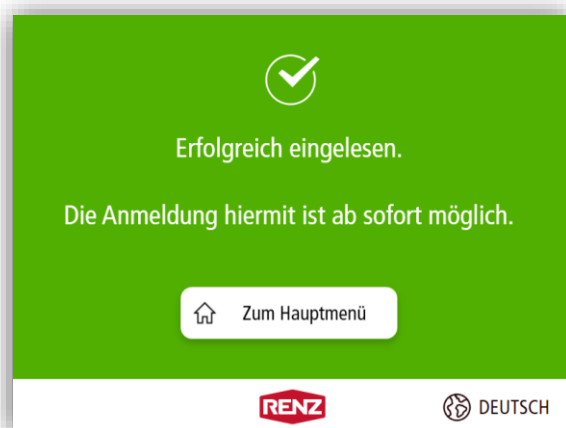 Erfolgreich eingelesen.
Die Anmeldung hiermit ist ab sofort möglich.
Zum Hauptmenü
RENZ
DEUTSCH